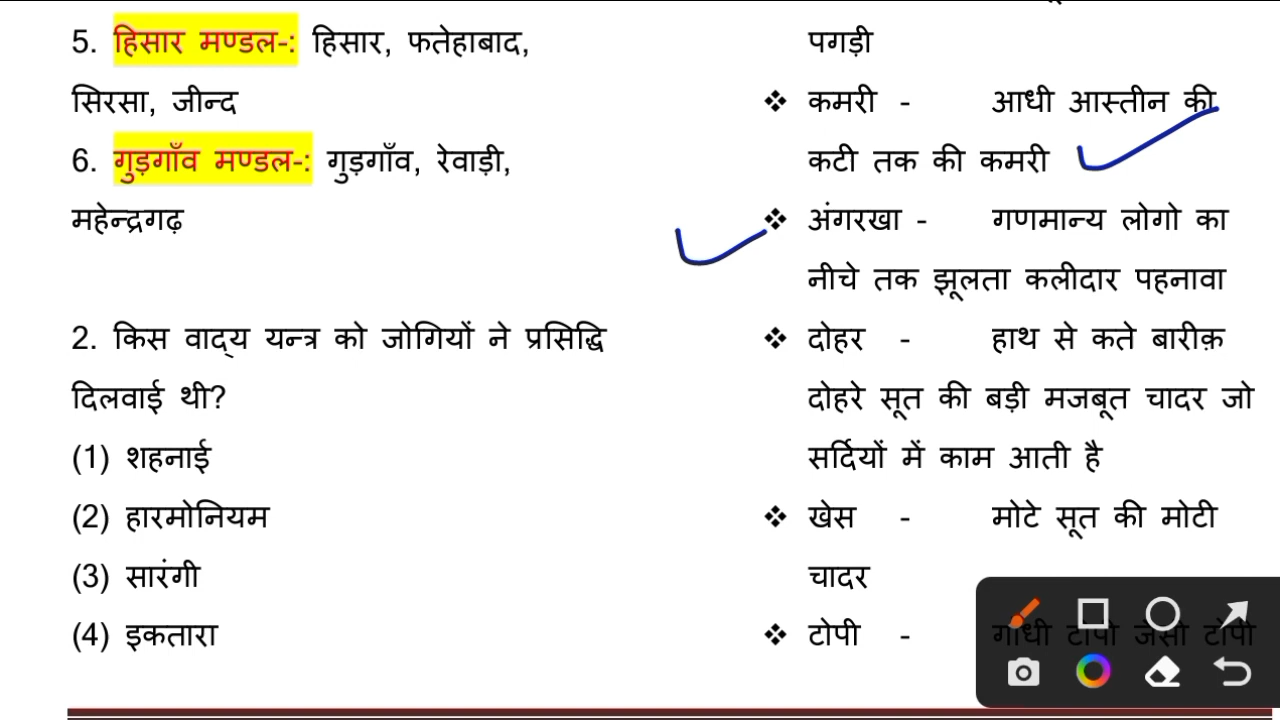 5. हिसार मण्डल-: हिसार, फतेहाबाद,
सिरसा, जीन्द
6. गुड़गाँव मण्डल-: गुड़गाँव, रेवाड़ी,
महेन्द्रगढ़
2. किस वाद्य यन्त्र को जोगियों ने प्रसिद्धि
दिलवाई थी?
(1) शहनाई
(2) हारमोनियम
(3) सारंगी
(4) इकतारा
पगड़ी
❖ कमरी - आधी आस्तीन की
कटी तक की कमरी
❖ अंगरखा - गणमान्य लोगो का
नीचे तक झूलता कलीदार पहनावा
❖ दोहर - हाथ से कते बारीक़
दोहरे सूत की बड़ी मजबूत चादर जो
सर्दियों में काम आती है
❖ खेस - मोटे सूत की मोटी
चादर
❖ टोपी - गांधी टोपी जैसी टोपी